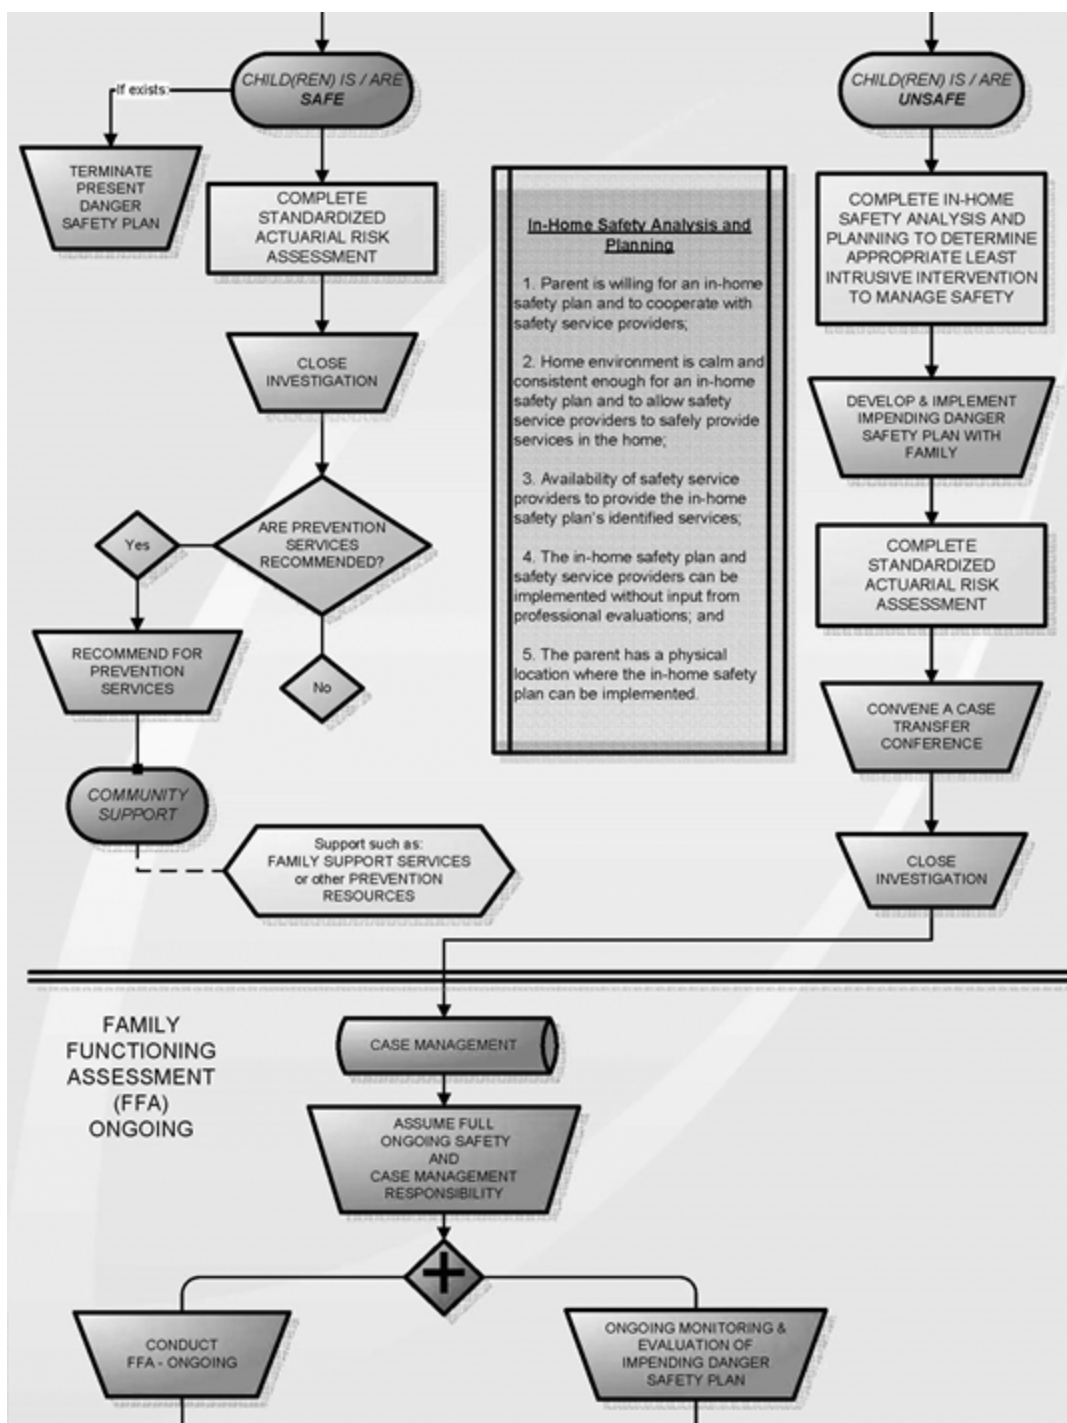 CHILD(REN) IS / ARE
SAFE
If exists:
TERMINATE
PRESENT
DANGER
SAFETY PLAN
COMPLETE
STANDARDIZED
ACTUARIAL RISK
ASSESSMENT
CLOSE
INVESTIGATION
ARE PREVENTION
SERVICES
RECOMMENDED?
Yes
No
RECOMMEND FOR
PREVENTION
SERVICES
COMMUNITY
SUPPORT
Support such as:
FAMILY SUPPORT SERVICES
or other PREVENTION
RESOURCES
In-Home Safety Analysis and
Planning
1. Parent is willing for an in-home
safety plan and to cooperate with
safety service providers;
2. Home environment is calm and
consistent enough for an in-home
safety plan and to allow safety
service providers to safely provide
services in the home;
3. Availability of safety service
providers to provide the in-home
safety plan's identified services;
4. The in-home safety plan and
safety service providers can be
implemented without input from
professional evaluations; and
5. The parent has a physical
location where the in-home safety
plan can be implemented.
CHILD(REN) IS / ARE
UNSAFE
COMPLETE IN-HOME
SAFETY ANALYSIS AND
PLANNING TO DETERMINE
APPROPRIATE LEAST
INTRUSIVE INTERVENTION
TO MANAGE SAFETY
DEVELOP & IMPLEMENT
IMPENDING DANGER
SAFETY PLAN WITH
FAMILY
COMPLETE
STANDARDIZED
ACTUARIAL RISK
ASSESSMENT
CONVENE A CASE
TRANSFER
CONFERENCE
CLOSE
INVESTIGATION
FAMILY
FUNCTIONING
ASSESSMENT
(FFA)
ONGOING
CASE MANAGEMENT
ASSUME FULL
ONGOING SAFETY
AND
CASE MANAGEMENT
RESPONSIBILITY
CONDUCT
FFA - ONGOING
ONGOING MONITORING &
EVALUATION OF
IMPENDING DANGER
SAFETY PLAN